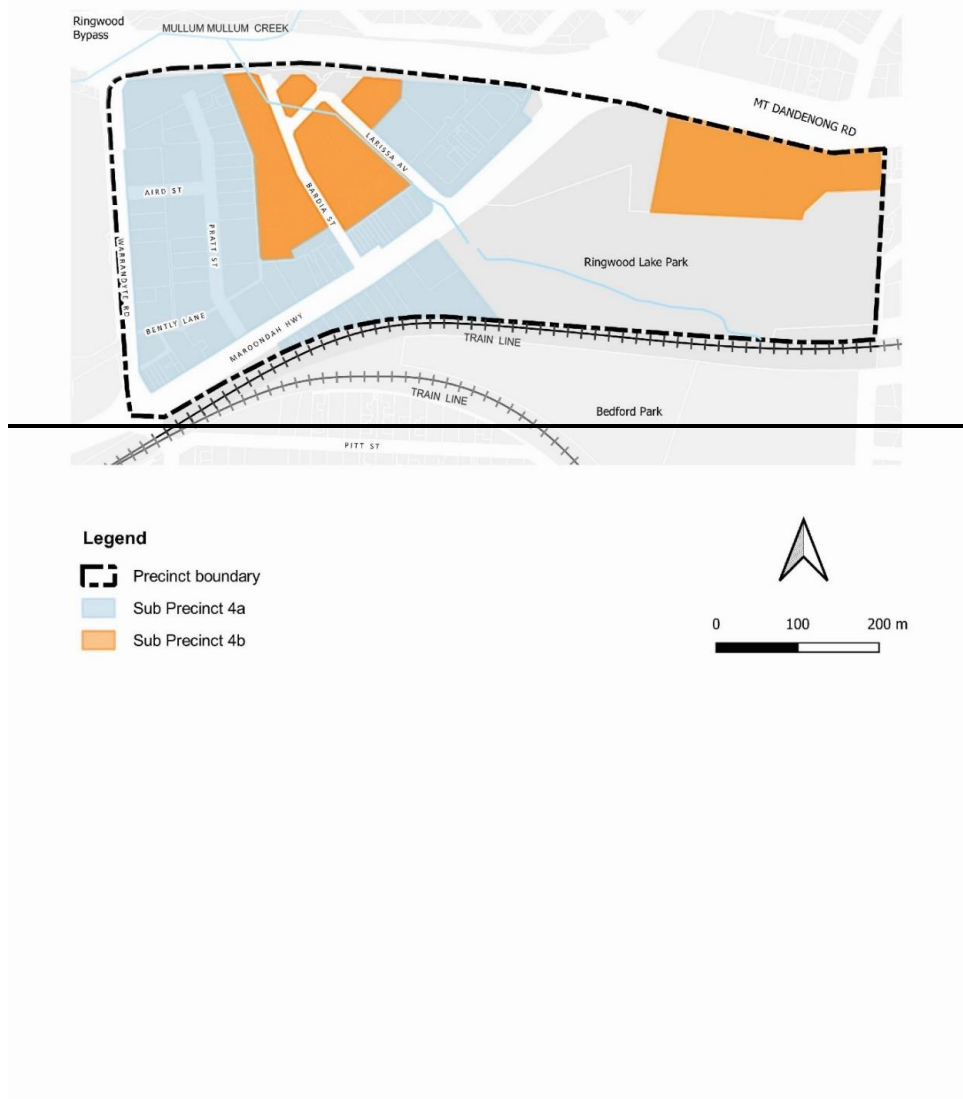 Ringwood
Bypass
MULLUM MULLUM CREEK
MT DANDENONG RD
LARISSA AV
AIRD ST
BARDIA ST
PRATT ST
WARRANDYTE RD
Ringwood Lake Park
BENTLY LANE
MAROONDAH HWY
TRAIN LINE
TRAIN LINE
Bedford Park
PITT ST
Legend
Precinct boundary
Sub Precinct 4a
Sub Precinct 4b
0 100 200 m